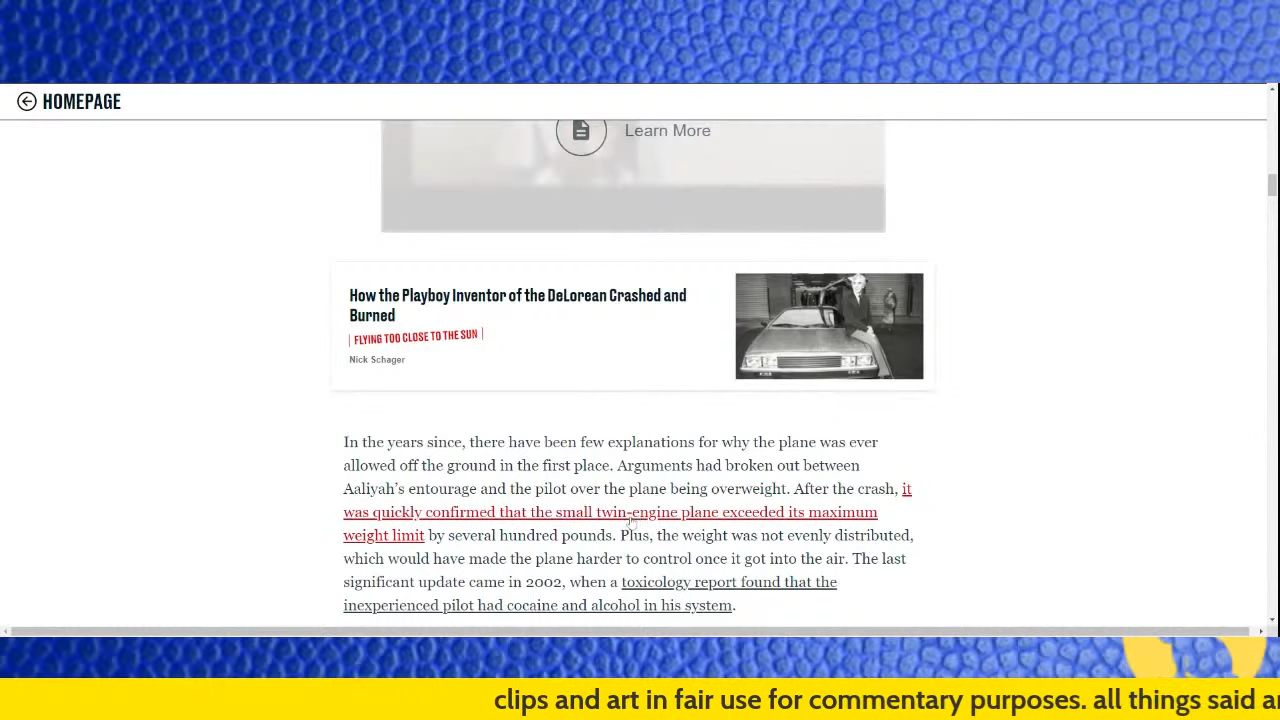 HOMEPAGE
Learn More
How the Playboy Inventor of the DeLorean Crashed and
Burned
FLYING TOO CLOSE TO THE SUN
Nick Schager
In the years since, there have been few explanations for why the plane was ever
allowed off the ground in the first place. Arguments had broken out between
Aaliyah’s entourage and the pilot over the plane being overweight. After the crash, it
was quickly confirmed that the small twin-engine plane exceeded its maximum
weight limit by several hundred pounds. Plus, the weight was not evenly distributed,
which would have made the plane harder to control once it got into the air. The last
significant update came in 2002, when a toxicology report found that the
inexperienced pilot had cocaine and alcohol in his system.
clips and art in fair use for commentary purposes. all things said a